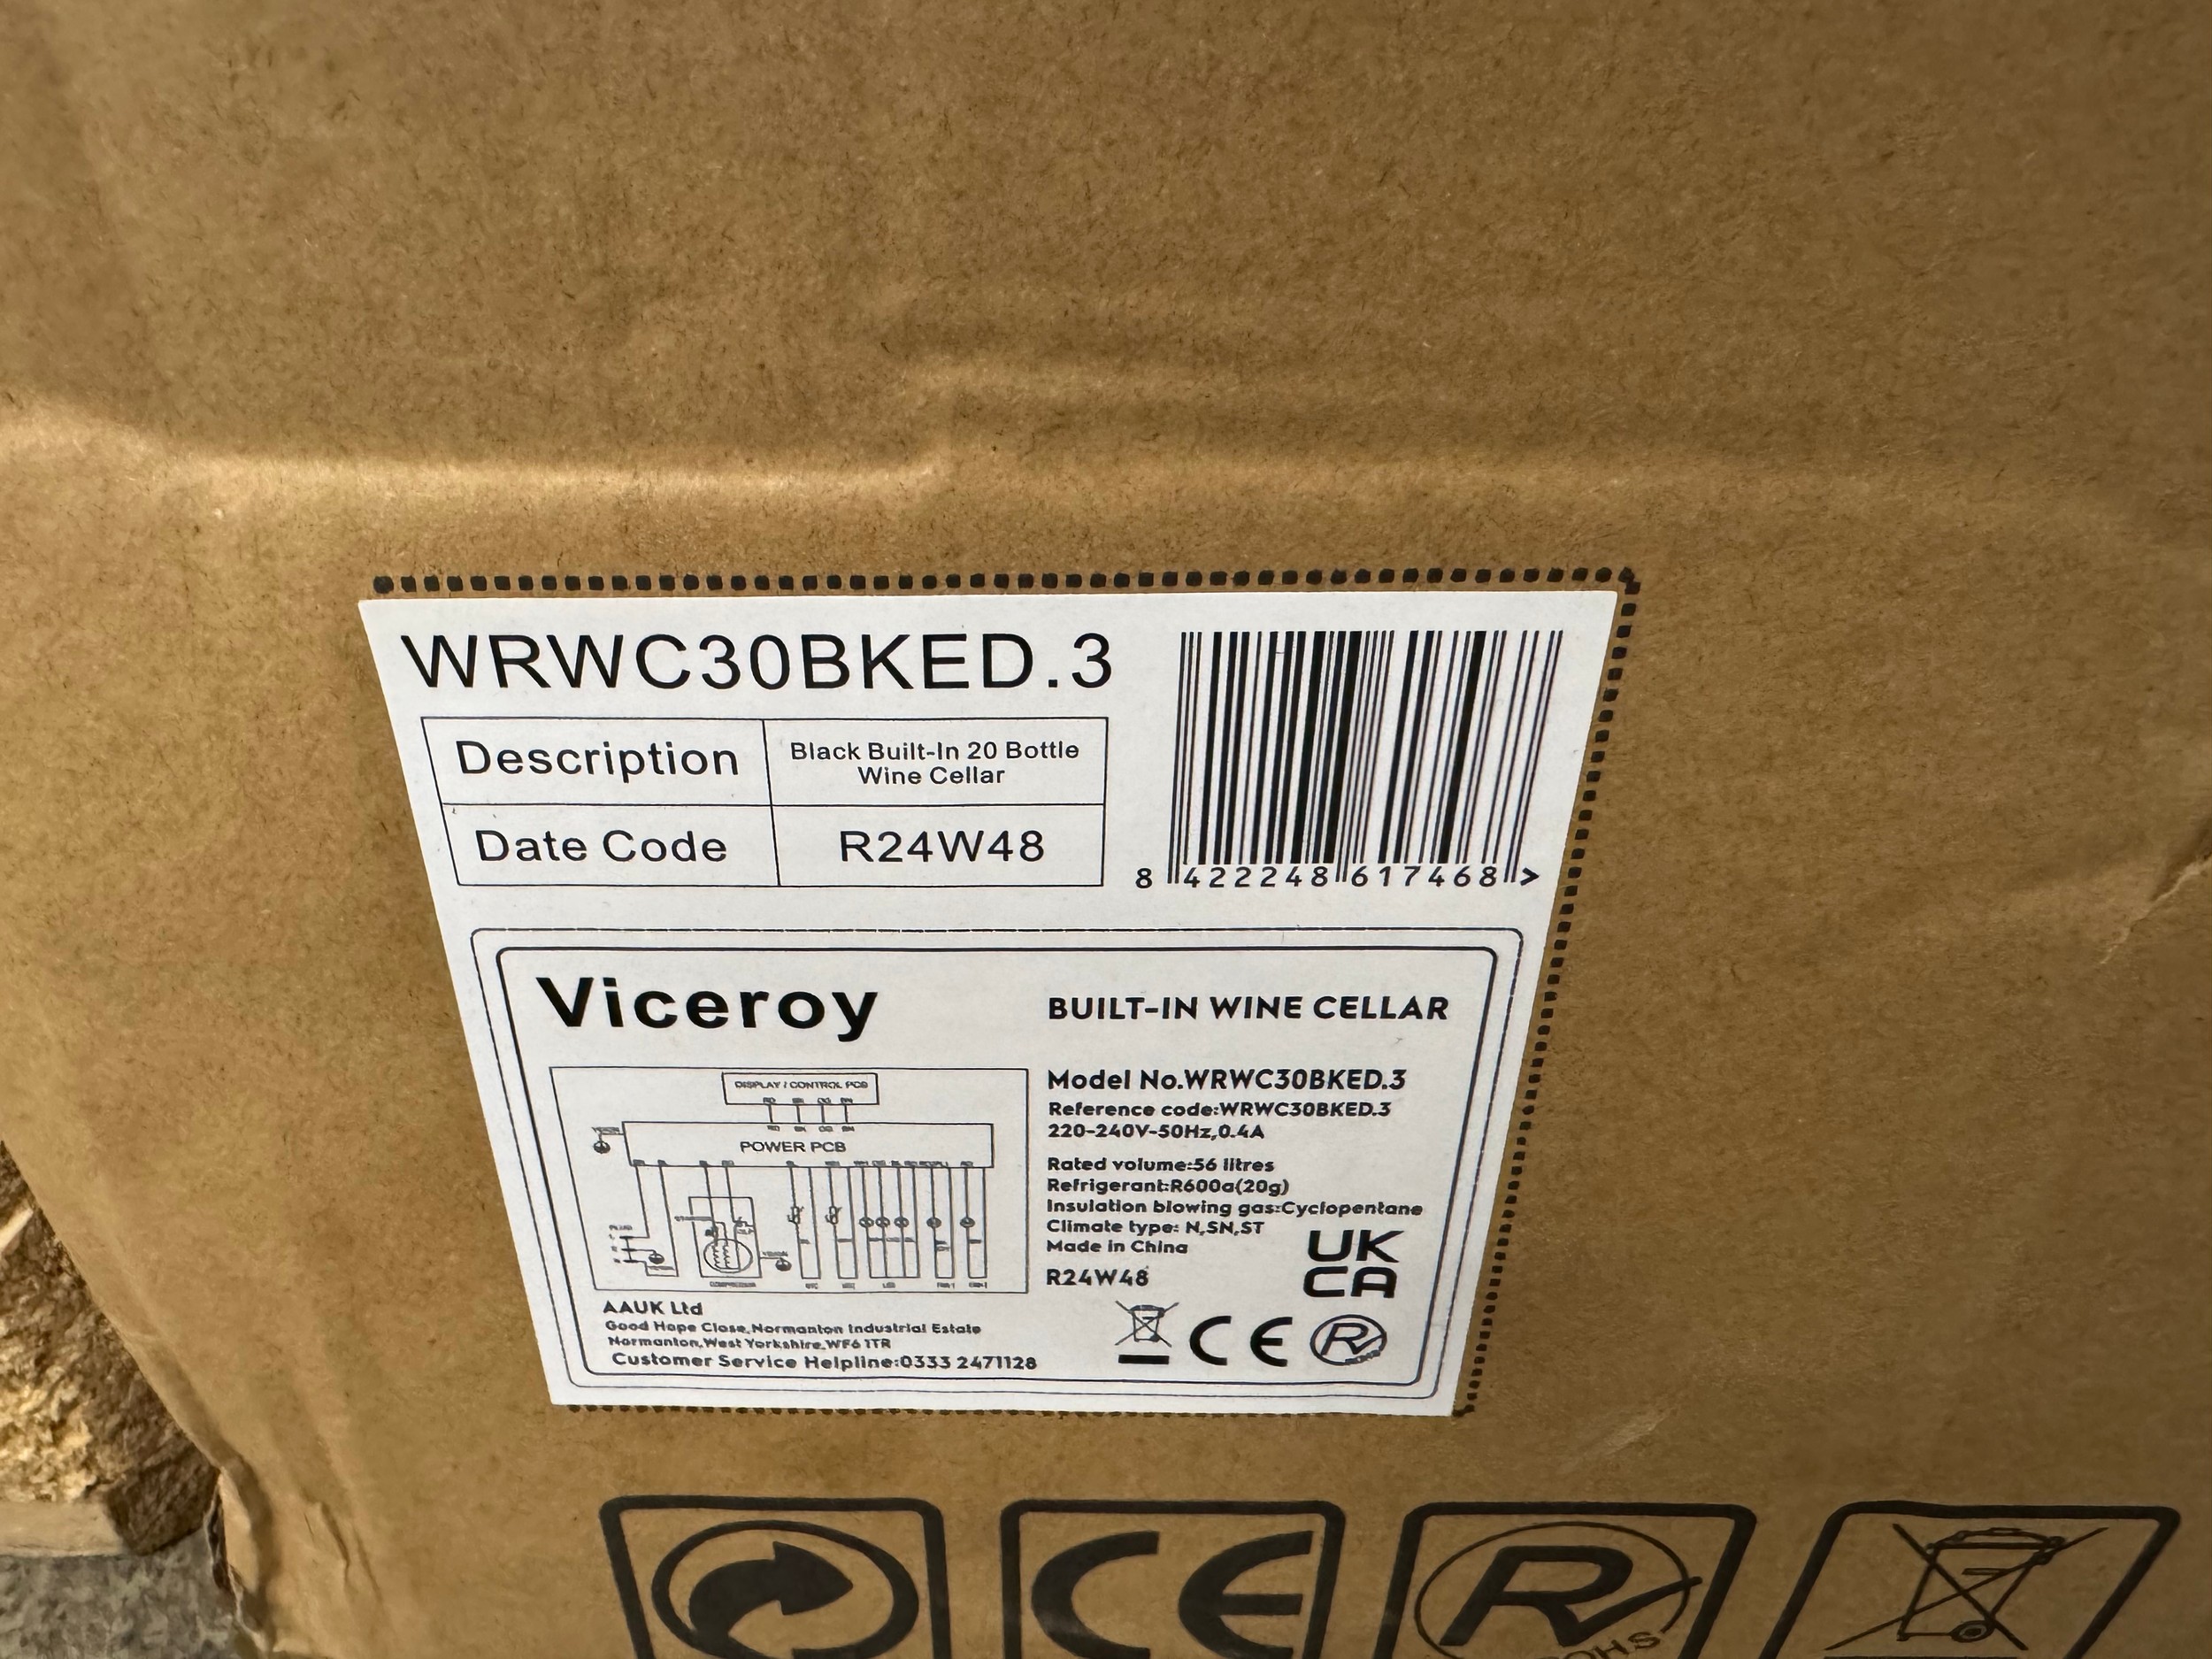 WRWC30BKED.3
Description
Black Built-In 20 Bottle
Wine Cellar
Date Code
R24W48
8 422248 617468 >
Viceroy
BUILT-IN WINE CELLAR
DISPLAY / CONTROL PCB
POWER PCB
Model No.WRWC30BKED.3
Reference code:WRWC30BKED.3
220-240V-50Hz,0.4A
Rated volume:56 litres
Refrigerant:R600a(20g)
Insulation blowing gas:Cyclopentane
Climate type: N,SN,ST
Made in China
R24W48
UK
CA
AAUK Ltd
Good Hope Close,Normanton Industrial Estate
Normanton,West Yorkshire,WF6 1TR
Customer Service Helpline:0333 2471128
CE
R
ROHS
CE
R